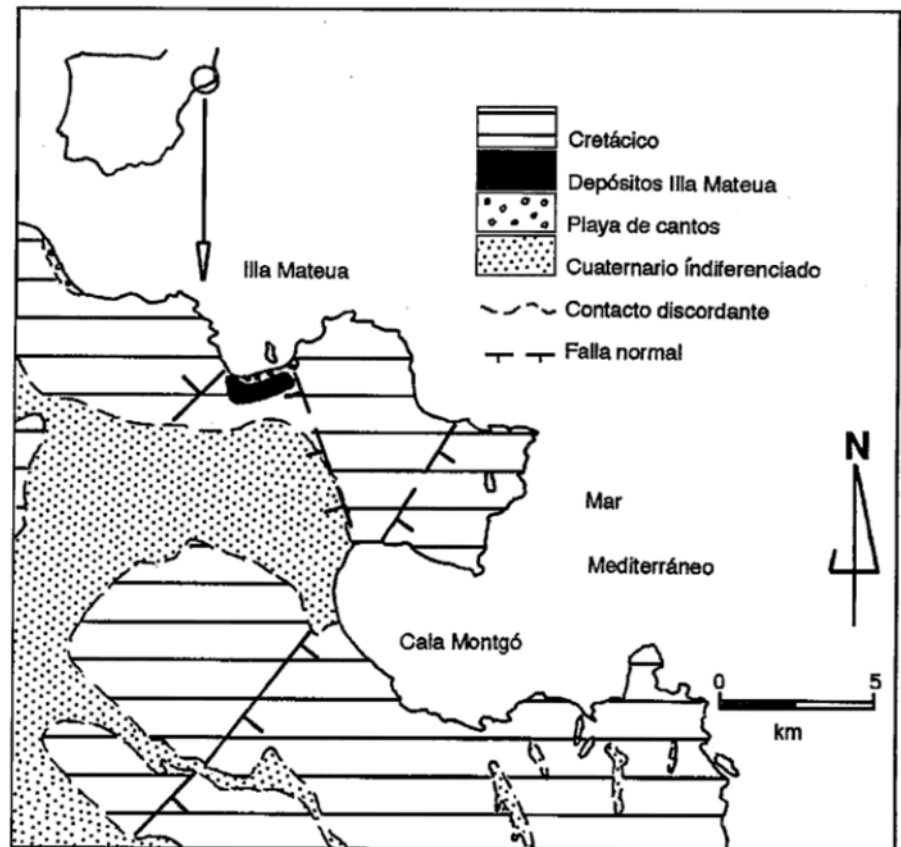 Cretácico
Depósitos Illa Mateua
Playa de cantos
Cuaternario indiferenciado
Contacto discordante
Falla normal
Illa Mateua
N
Mar
Mediterráneo
Cala Montgó
0 5
km